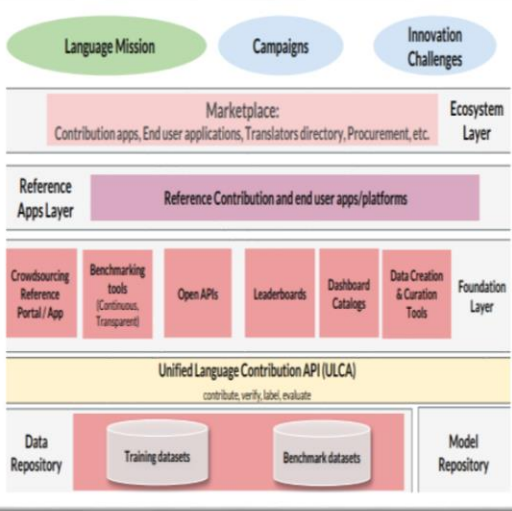 Language Mission
Campaigns
Innovation
Challenges
Marketplace:
Contribution apps, End user applications, Translators directory, Procurement, etc.
Ecosystem
Layer
Reference
Apps Layer
Reference Contribution and end user apps/platforms
Crowdsourcing
Reference
Portal / App
Benchmarking
tools
(Continuous,
Transparent)
Open APIs
Leaderboards
Dashboard
Catalogs
Data Creation
& Curation
Tools
Foundation
Layer
Unified Language Contribution API (ULCA)
contribute, verify, label, evaluate
Data
Repository
Training datasets
Benchmark datasets
Model
Repository